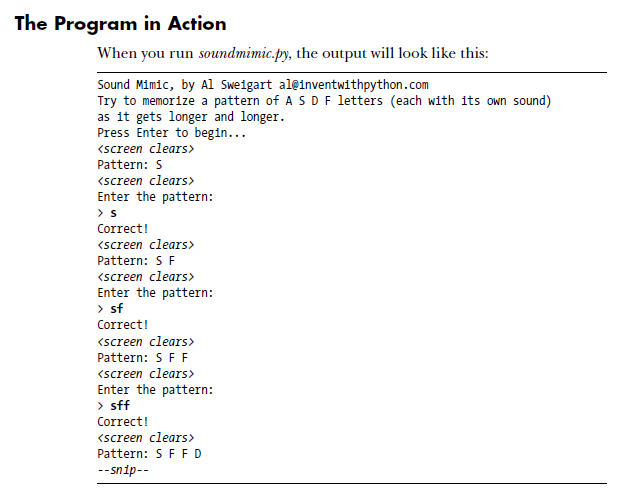 The Program in Action
When you run soundmimic.py, the output will look like this:
Sound Mimic, by Al Sweigart al@inventwithpython.com
Try to memorize a pattern of A S D F letters (each with its own sound)
as it gets longer and longer.
Press Enter to begin...
<screen clears>
Pattern: S
<screen clears>
Enter the pattern:
> s
Correct!
<screen clears>
Pattern: S F
<screen clears>
Enter the pattern:
> sf
Correct!
<screen clears>
Pattern: S F F
<screen clears>
Enter the pattern:
> sff
Correct!
<screen clears>
Pattern: S F F D
--snip--